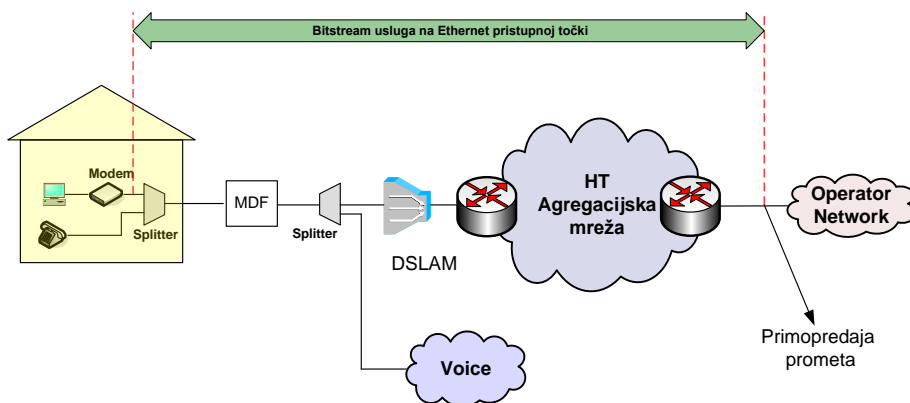 Bitstream usluga na Ethernet pristupnoj točki
Modem
Splitter
MDF
Splitter
DSLAM
HT
Agregacijska
mreža
Operator
Network
Voice
Primopredaja
prometa